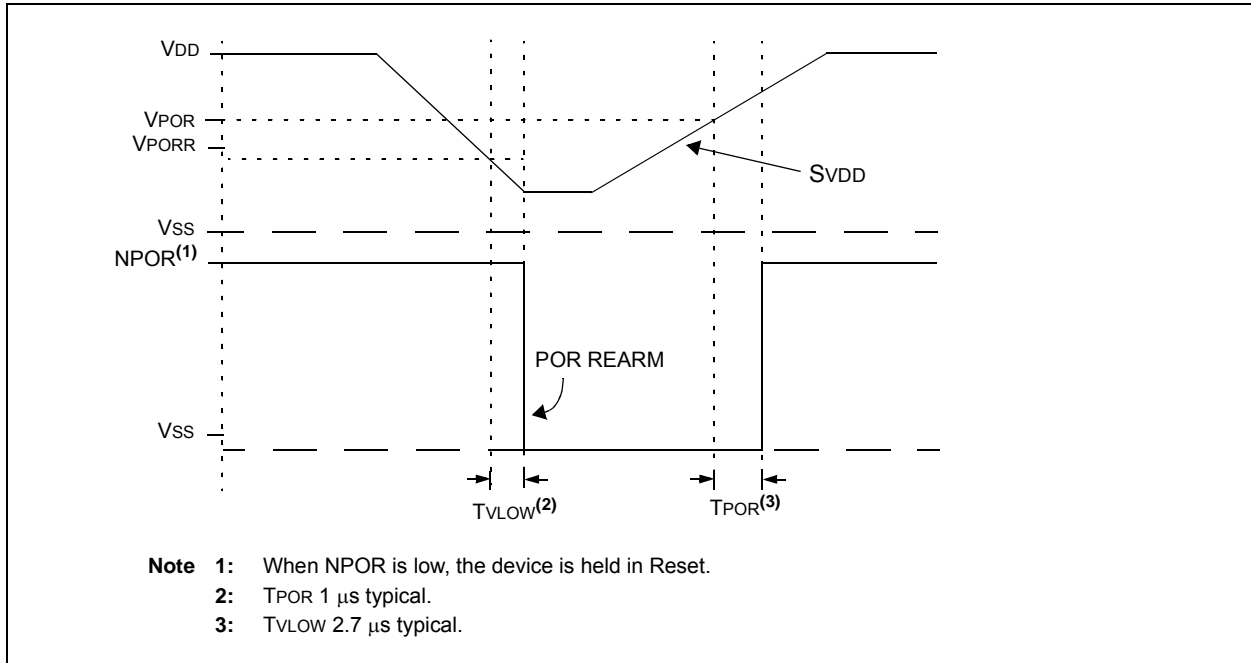 VDD
VPOR
VPORR
SVDD
VSS
NPOR(1)
POR REARM
VSS
TVLOW(2)
TPOR(3)
Note 1: When NPOR is low, the device is held in Reset.
2: TPOR 1 μs typical.
3: TVLOW 2.7 μs typical.